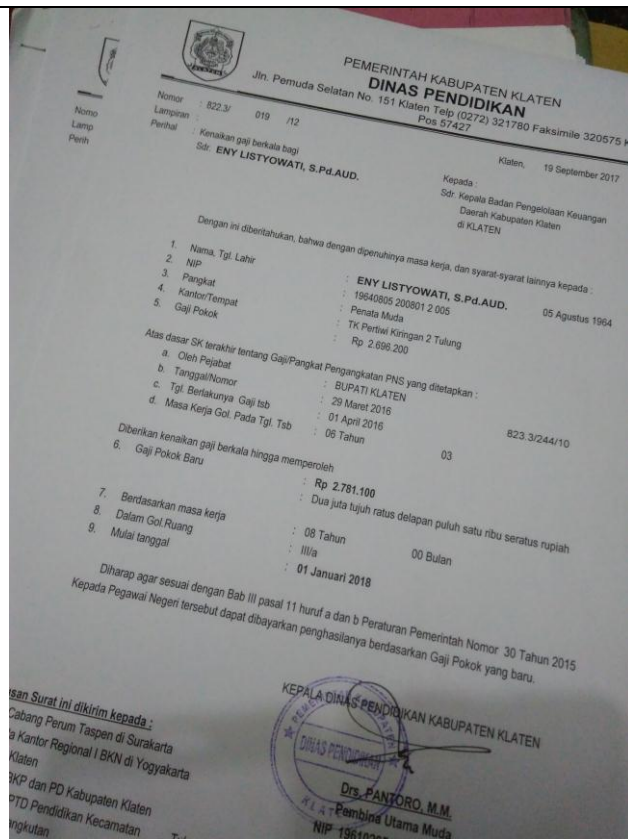 PEMERINTAH KABUPATEN KLATEN
DINAS PENDIDIKAN
Jln. Pemuda Selatan No. 151 Klaten Telp (0272) 321780 Faksimile 320575 K
Pos 57427
Nomo
Lamp
Perih
Nomor : 822.3/ 019 /12
Lampiran :
Perihal : Kenaikan gaji berkala bagi
Sdr. ENY LISTYOWATI, S.Pd.AUD.
Klaten, 19 September 2017
Kepada :
Sdr. Kepala Badan Pengelolaan Keuangan
Daerah Kabupaten Klaten
di KLATEN
Dengan ini diberitahukan, bahwa dengan dipenuhinya masa kerja, dan syarat-syarat lainnya kepada :
1. Nama, Tgl. Lahir : ENY LISTYOWATI, S.Pd.AUD. 05 Agustus 1964
2. NIP : 19640805 200801 2 005
3. Pangkat : Penata Muda
4. Kantor/Tempat : TK Pertiwi Kiringan 2 Tulung
5. Gaji Pokok : Rp 2.696.200
Atas dasar SK terakhir tentang Gaji/Pangkat Pengangkatan PNS yang ditetapkan :
a. Oleh Pejabat : BUPATI KLATEN
b. Tanggal/Nomor : 29 Maret 2016 823.3/244/10
c. Tgl. Berlakunya Gaji tsb : 01 April 2016
d. Masa Kerja Gol. Pada Tgl. Tsb : 06 Tahun 03
Diberikan kenaikan gaji berkala hingga memperoleh
6. Gaji Pokok Baru : Rp 2.781.100
: Dua juta tujuh ratus delapan puluh satu ribu seratus rupiah
7. Berdasarkan masa kerja : 08 Tahun 00 Bulan
8. Dalam Gol.Ruang : III/a
9. Mulai tanggal : 01 Januari 2018
Diharap agar sesuai dengan Bab III pasal 11 huruf a dan b Peraturan Pemerintah Nomor 30 Tahun 2015
Kepada Pegawai Negeri tersebut dapat dibayarkan penghasilanya berdasarkan Gaji Pokok yang baru.
KEPALA DINAS PENDIDIKAN KABUPATEN KLATEN
DINAS PENDIDIKAN
Drs. PANTORO, M.M.
Pembina Utama Muda
usan Surat ini dikirim kepada :
Cabang Perum Taspen di Surakarta
a Kantor Regional I BKN di Yogyakarta
Klaten
BKP dan PD Kabupaten Klaten
PTD Pendidikan Kecamatan
angkutan